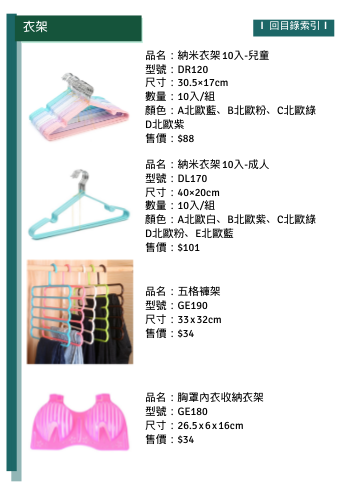 衣架
I 回目錄索引 I
品名：納米衣架10入-兒童
型號：DR120
尺寸：30.5×17cm
數量：10入/組
顏色：A北歐藍、B北歐粉、C北歐綠
D北歐紫
售價：$88
品名：納米衣架10入-成人
型號：DL170
尺寸：40×20cm
數量：10入/組
顏色：A北歐白、B北歐紫、C北歐綠
D北歐粉、E北歐藍
售價：$101
品名：五格褲架
型號：GE190
尺寸：33x32cm
售價：$34
品名：胸罩內衣收納衣架
型號：GE180
尺寸：26.5x6x16cm
售價：$34